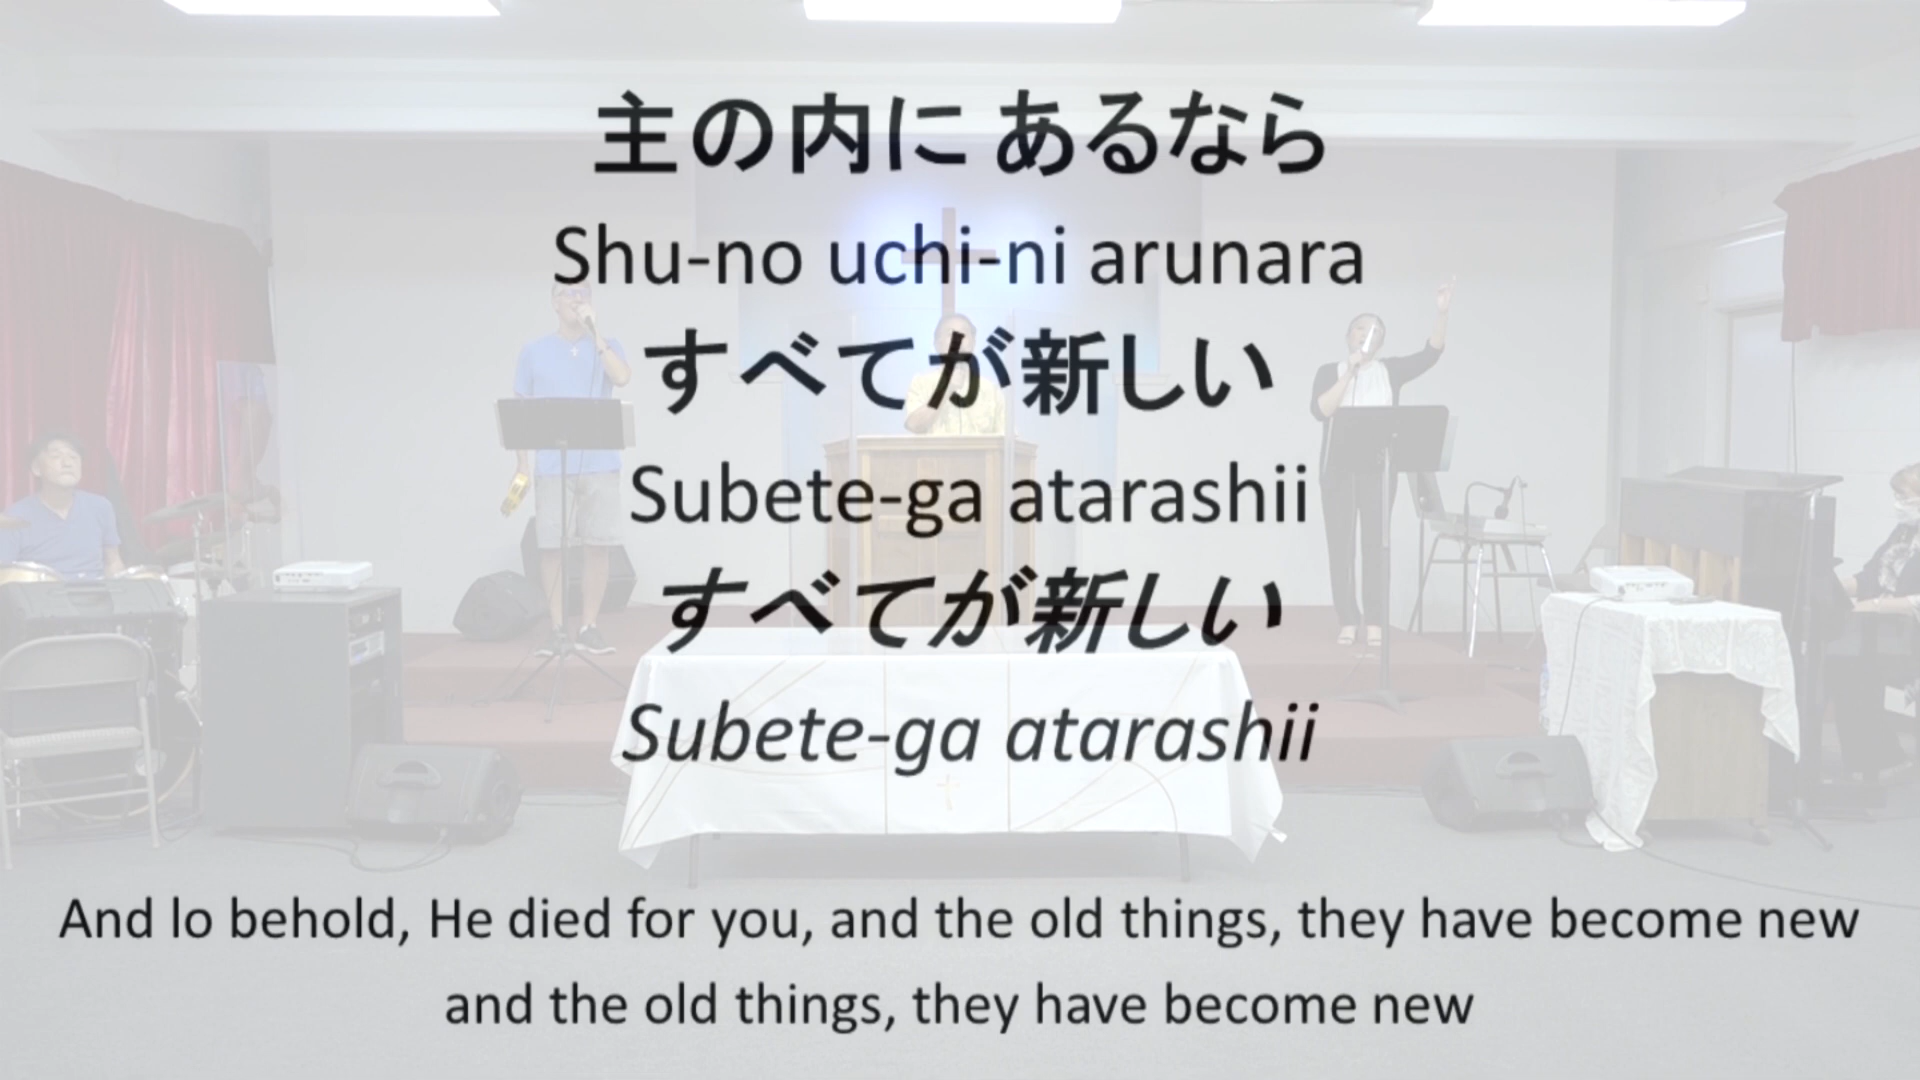 主の内に あるなら
Shu-no uchi-ni arunara
すべてが新しい
Subete-ga atarashii
すべてが新しい
Subete-ga atarashii
And lo behold, He died for you, and the old things, they have become new
and the old things, they have become new